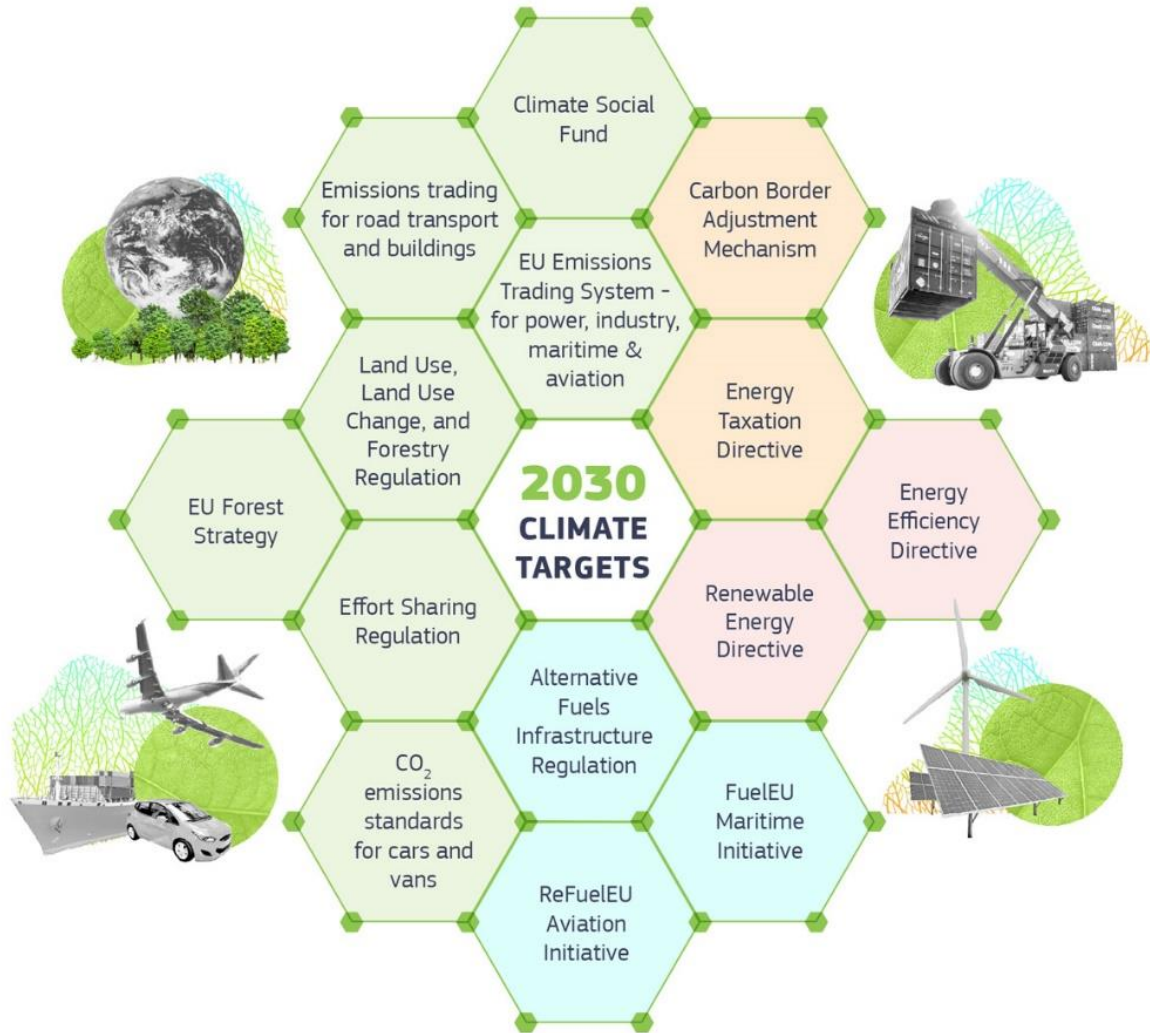 Climate Social
Fund
Emissions trading
for road transport
and buildings
Carbon Border
Adjustment
Mechanism
EU Emissions
Trading System -
for power, industry,
maritime &
aviation
Land Use,
Land Use
Change, and
Forestry
Regulation
Energy
Taxation
Directive
EU Forest
Strategy
2030
CLIMATE
TARGETS
Energy
Efficiency
Directive
Effort Sharing
Regulation
Renewable
Energy
Directive
Alternative
Fuels
Infrastructure
Regulation
CO₂
emissions
standards
for cars and
vans
FuelEU
Maritime
Initiative
ReFuelEU
Aviation
Initiative